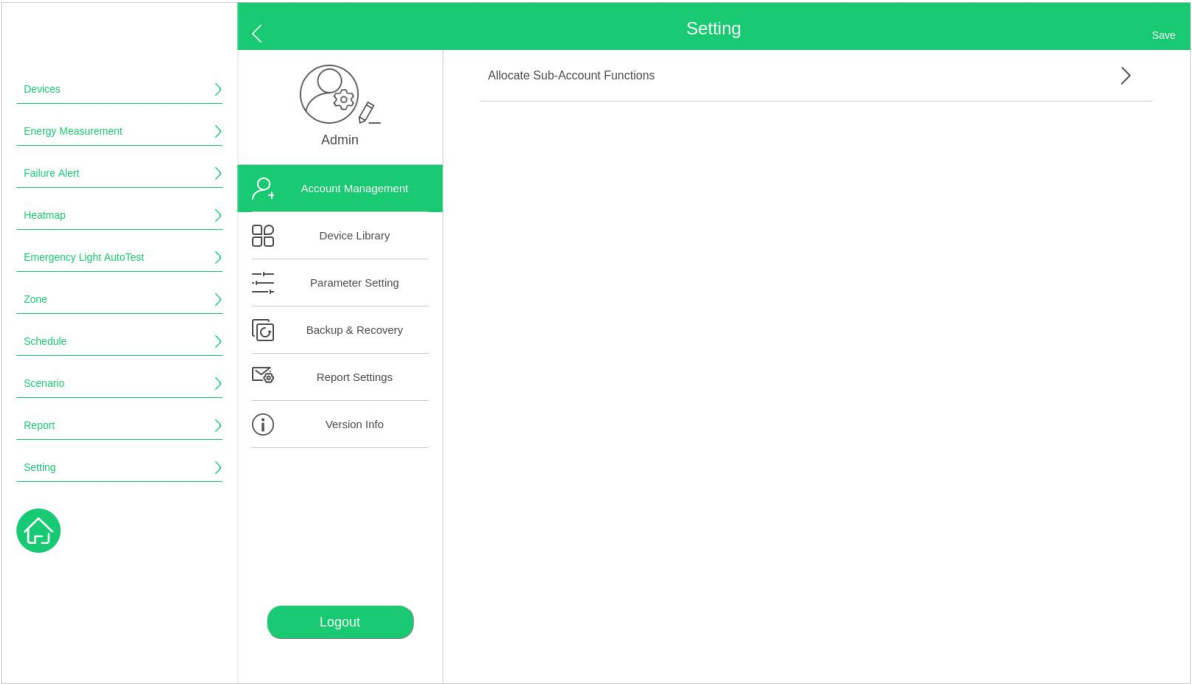 Setting
Save
Devices
Energy Measurement
Failure Alert
Heatmap
Emergency Light AutoTest
Zone
Schedule
Scenario
Report
Setting
Admin
Account Management
Device Library
Parameter Setting
Backup & Recovery
Report Settings
Version Info
Logout
Allocate Sub-Account Functions